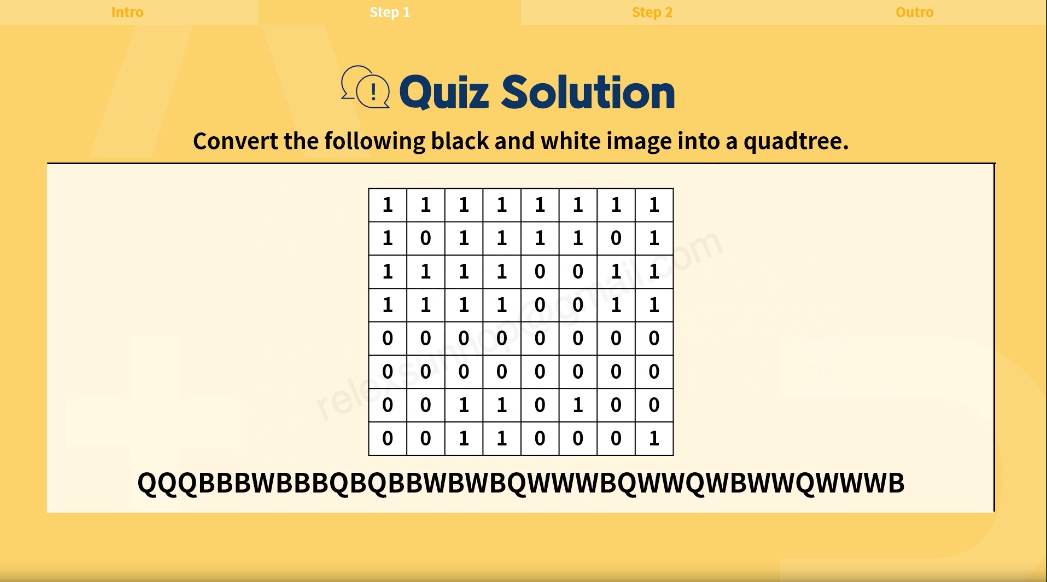 Intro Step 1 Step 2 Outro
Quiz Solution
Convert the following black and white image into a quadtree.
1 1 1 1 1 1 1 1
1 0 1 1 1 1 0 1
1 1 1 1 0 0 1 1
1 1 1 1 0 0 1 1
0 0 0 0 0 0 0 0
0 0 0 0 0 0 0 0
0 0 1 1 0 1 0 0
0 0 1 1 0 0 0 1
QQQBBBWBBBQBQBBWBWBQWWWBQWWQWBWWQWWWB